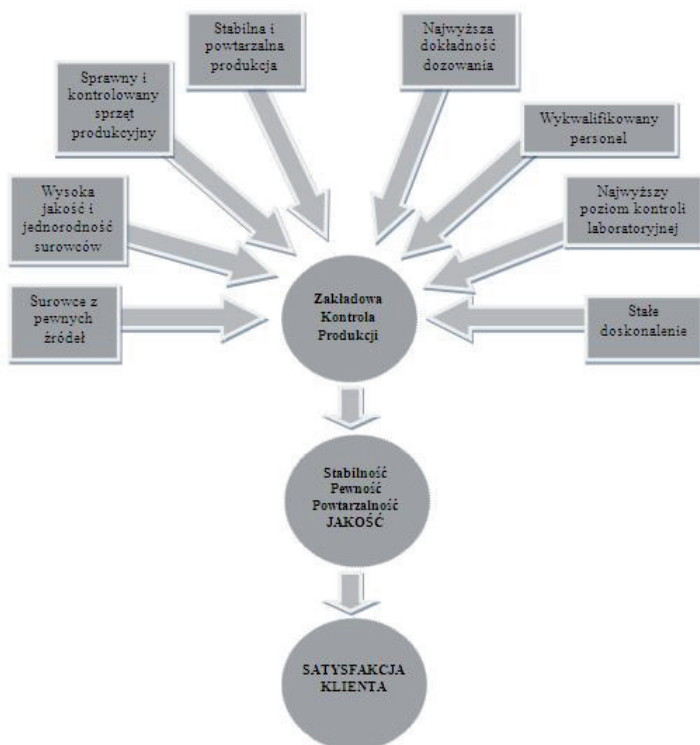 Stabilna i
powtarzalna
produkcja
Najwyższa
dokładność
dozowania
Sprawny i
kontrolowany
sprzęt
produkcyjny
Wykwalifikowany
personel
Wysoka
jakość i
jednorodność
surowców
Najwyższy
poziom kontroli
laboratoryjnej
Surowce z
pewnych
źródeł
Zakładowa
Kontrola
Produkcji
Stałe
doskonalenie
Stabilność
Pewność
Powtarzalność
JAKOŚĆ
SATYSFAKCJA
KLIENTA